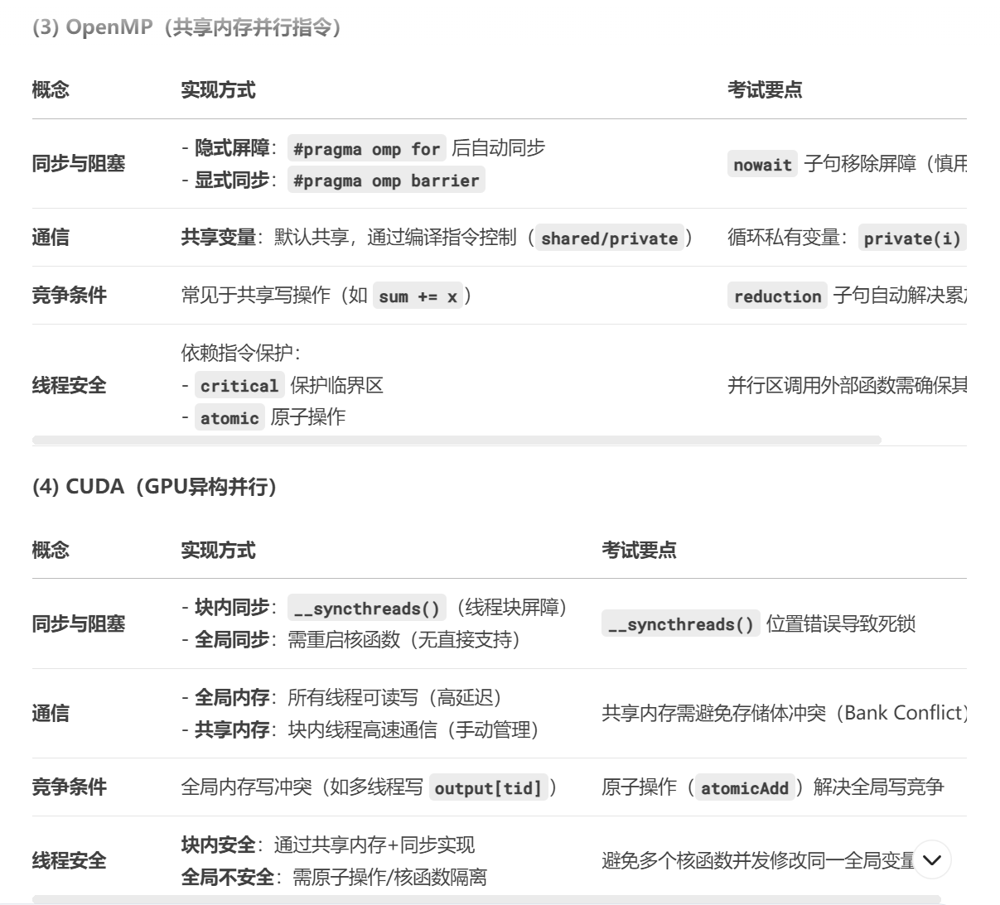 (3) OpenMP（共享内存并行指令）
概念 实现方式 考试要点
同步与阻塞 - 隐式屏障： #pragma omp for 后自动同步
- 显式同步： #pragma omp barrier
nowait 子句移除屏障（慎用
通信 共享变量：默认共享，通过编译指令控制（ shared/private ） 循环私有变量： private(i)
竞争条件 常见于共享写操作（如 sum += x ） reduction 子句自动解决累
线程安全 依赖指令保护：
- critical 保护临界区
- atomic 原子操作
并行区调用外部函数需确保其
(4) CUDA（GPU异构并行）
概念 实现方式 考试要点
同步与阻塞 - 块内同步： __syncthreads() （线程块屏障）
- 全局同步：需重启核函数（无直接支持）
__syncthreads() 位置错误导致死锁
通信 - 全局内存：所有线程可读写（高延迟）
- 共享内存：块内线程高速通信（手动管理）
共享内存需避免存储体冲突（Bank Conflict）
竞争条件 全局内存写冲突（如多线程写 output[tid] ） 原子操作（ atomicAdd ）解决全局写竞争
线程安全 块内安全：通过共享内存+同步实现
全局不安全：需原子操作/核函数隔离
避免多个核函数并发修改同一全局变量